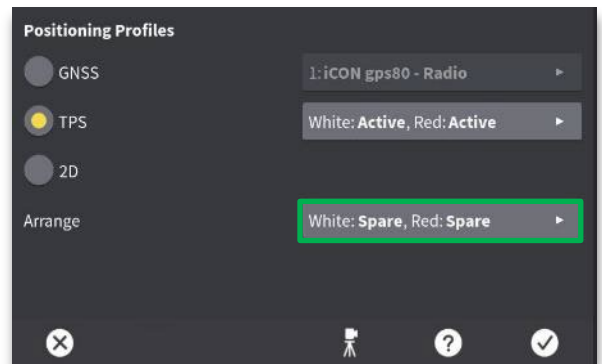 Positioning Profiles
GNSS
1: iCON gps80 - Radio
TPS
White: Active, Red: Active
2D
Arrange
White: Spare, Red: Spare
?